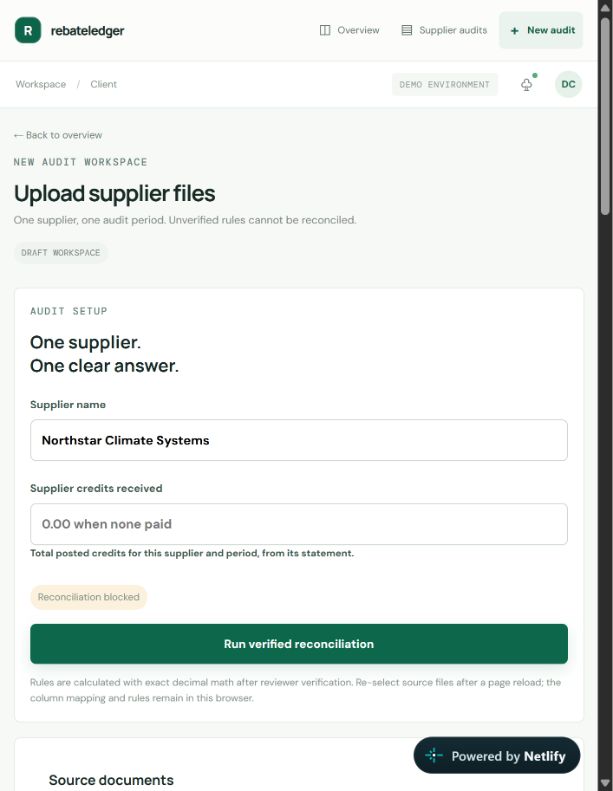 R rebateledger
Overview
Supplier audits
+ New audit
Workspace / Client
DEMO ENVIRONMENT
DC
← Back to overview
NEW AUDIT WORKSPACE
Upload supplier files
One supplier, one audit period. Unverified rules cannot be reconciled.
DRAFT WORKSPACE
AUDIT SETUP
One supplier.
One clear answer.
Supplier name
Northstar Climate Systems
Supplier credits received
0.00 when none paid
Total posted credits for this supplier and period, from its statement.
Reconciliation blocked
Run verified reconciliation
Rules are calculated with exact decimal math after reviewer verification. Re-select source files after a page reload; the
column mapping and rules remain in this browser.
Powered by Netlify
Source documents